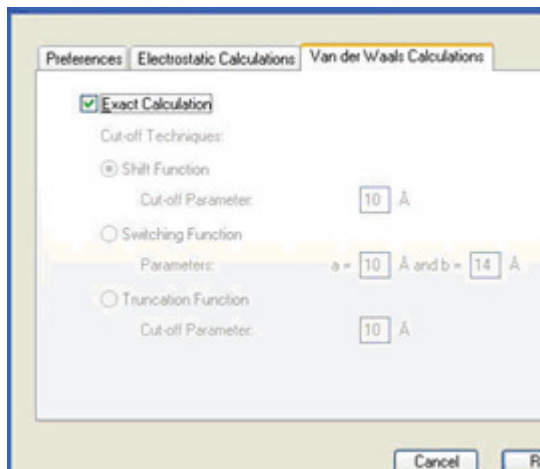 Preferences Electrostatic Calculations Van der Waals Calculations
Exact Calculation
Cut-off Techniques:
Shift Function
Cut-off Parameter: 10 Å
Switching Function
Parameters: a = 10 Å and b = 14 Å
Truncation Function
Cut-off Parameter: 10 Å
Cancel R